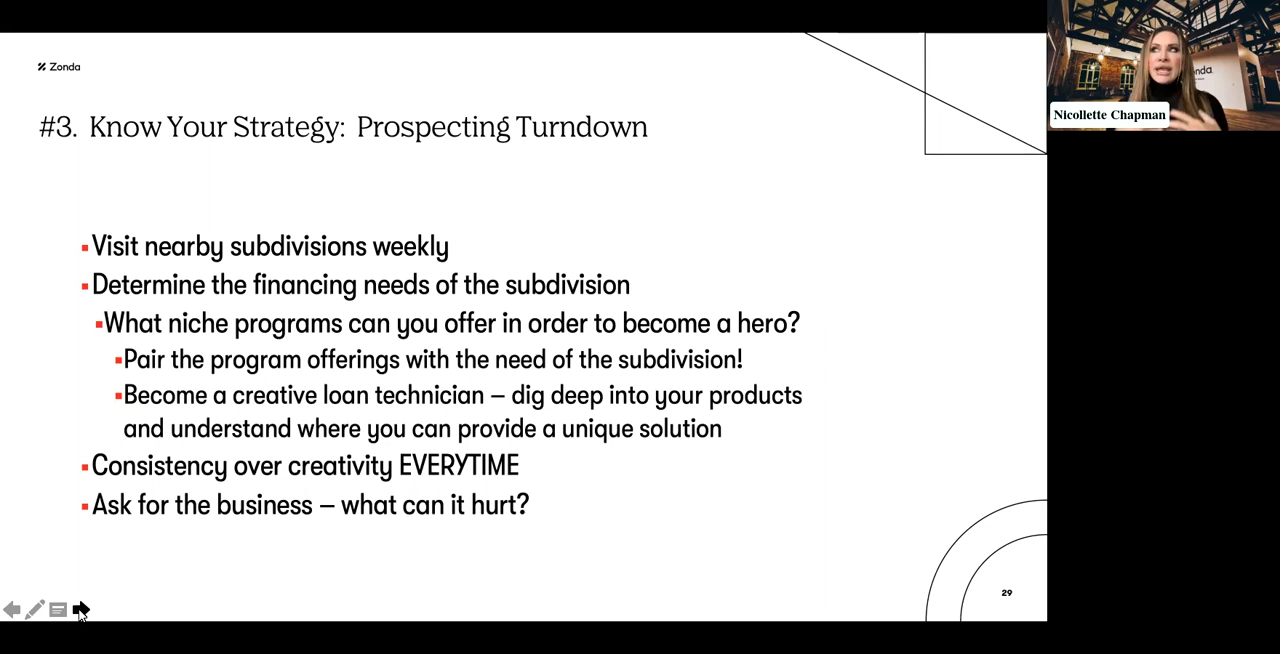 Zonda
#3. Know Your Strategy: Prospecting Turndown
▪Visit nearby subdivisions weekly
▪Determine the financing needs of the subdivision
▪What niche programs can you offer in order to become a hero?
▪Pair the program offerings with the need of the subdivision!
▪Become a creative loan technician – dig deep into your products
and understand where you can provide a unique solution
▪Consistency over creativity EVERYTIME
▪Ask for the business – what can it hurt?
29
nda
Nicollette Chapman